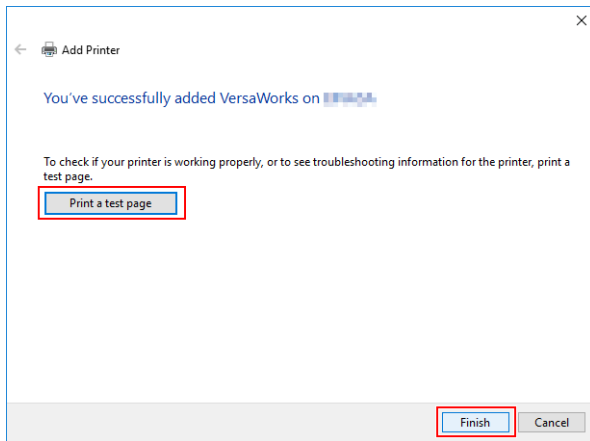 Add Printer
You've successfully added VersaWorks on
To check if your printer is working properly, or to see troubleshooting information for the printer, print a
test page.
Print a test page
Finish Cancel